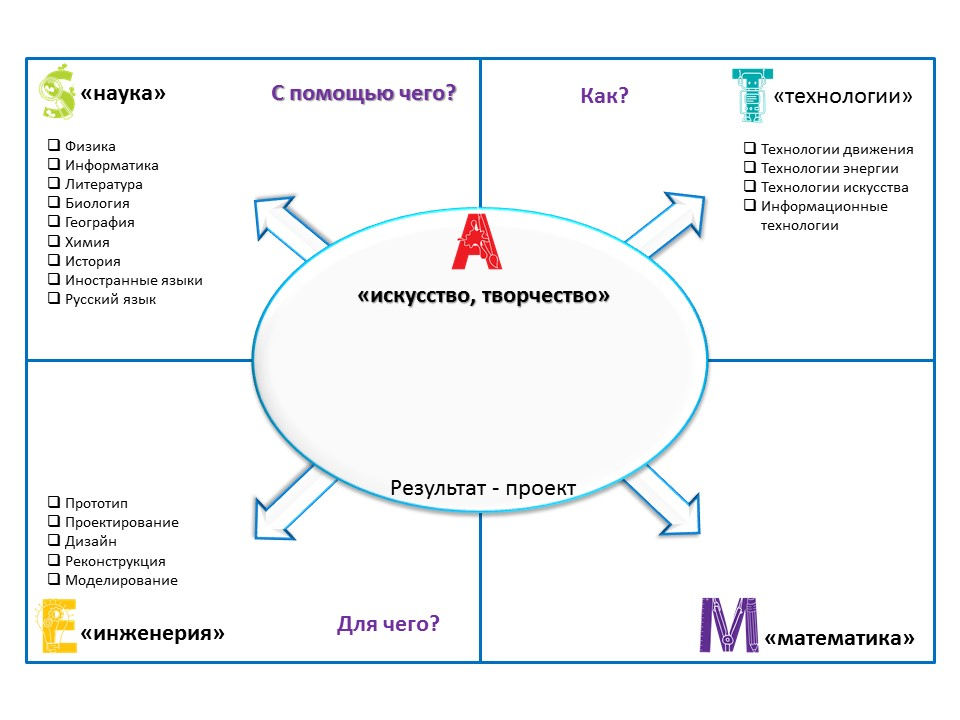 S «наука»
С помощью чего?
Физика
Информатика
Литература
Биология
География
Химия
История
Иностранные языки
Русский язык
Как?
T «технологии»
Технологии движения
Технологии энергии
Технологии искусства
Информационные
технологии
A
«искусство, творчество»
Результат - проект
Прототип
Проектирование
Дизайн
Реконструкция
Моделирование
E «инженерия»
Для чего?
M «математика»